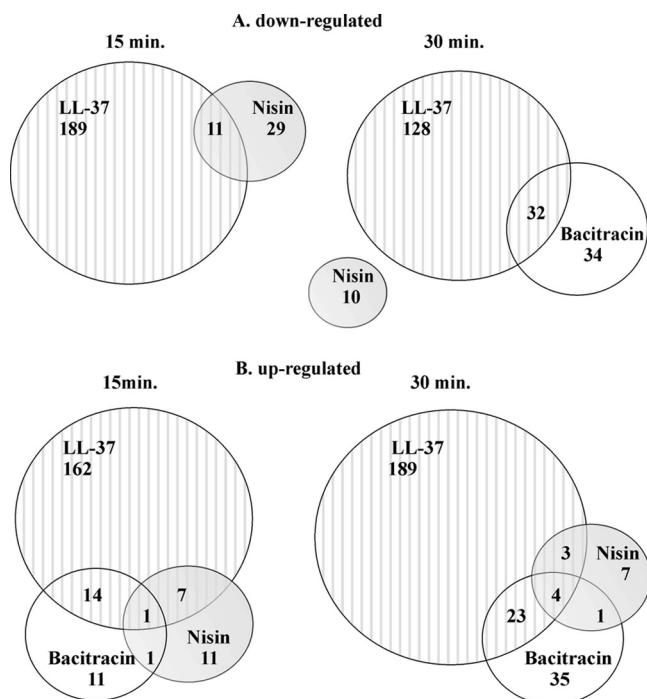 A. down-regulated
15 min.
30 min.
LL-37
189
11
Nisin
29
LL-37
128
32
Bacitracin
34
Nisin
10
B. up-regulated
15min.
30 min.
LL-37
162
14
7
1
Bacitracin
11
1
Nisin
11
LL-37
189
3
Nisin
7
4
23
1
Bacitracin
35